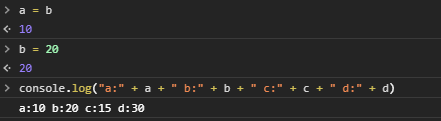 > a = b
<· 10
> b = 20
<· 20
> console.log("a:" + a + " b:" + b + " c:" + c + " d:" + d)
a:10 b:20 c:15 d:30